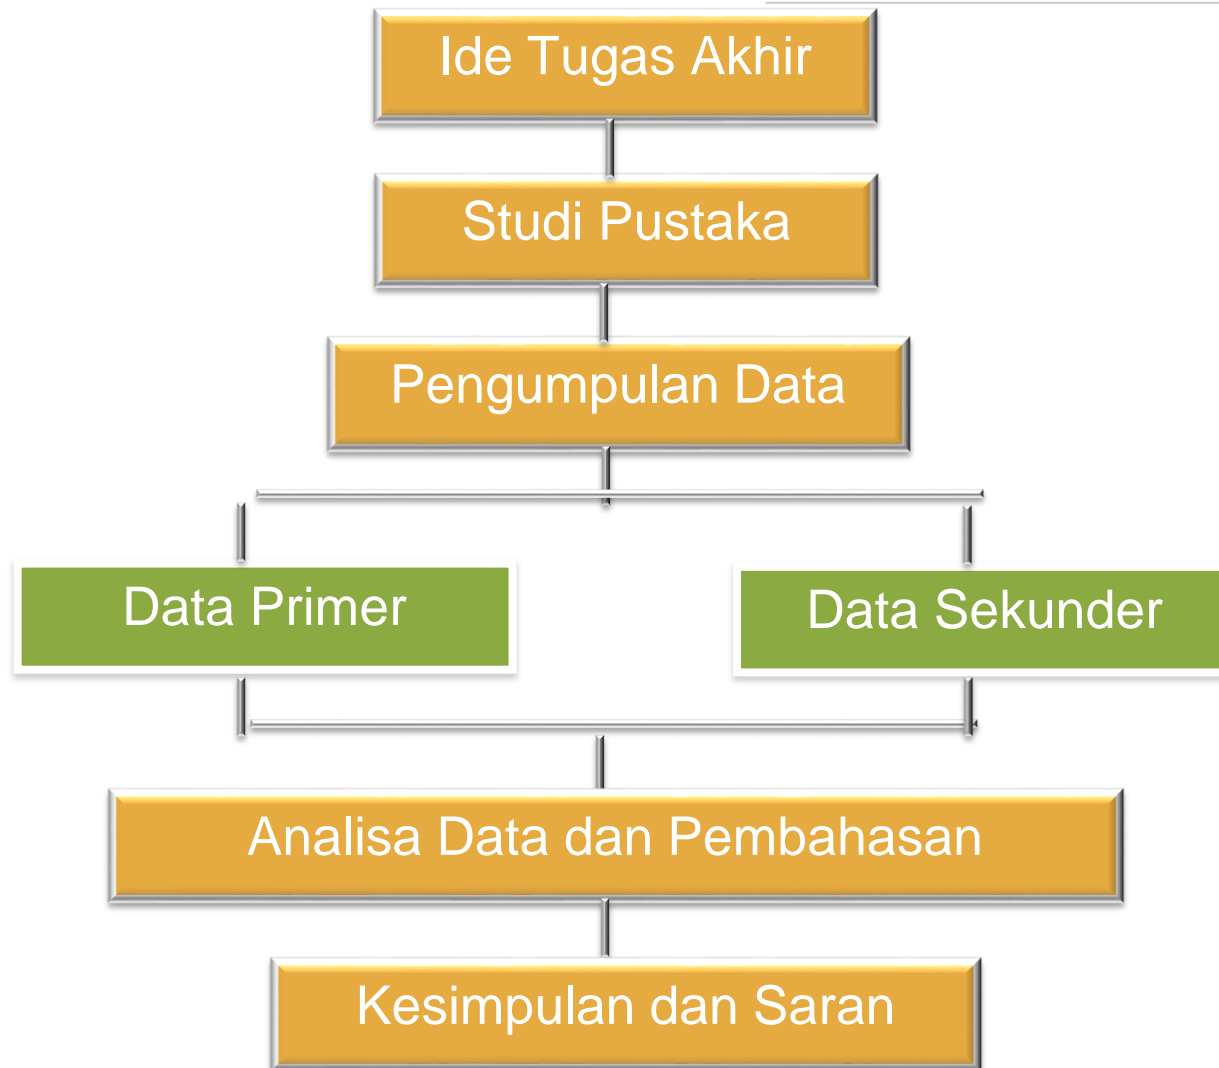 Ide Tugas Akhir
Studi Pustaka
Pengumpulan Data
Data Primer
Data Sekunder
Analisa Data dan Pembahasan
Kesimpulan dan Saran